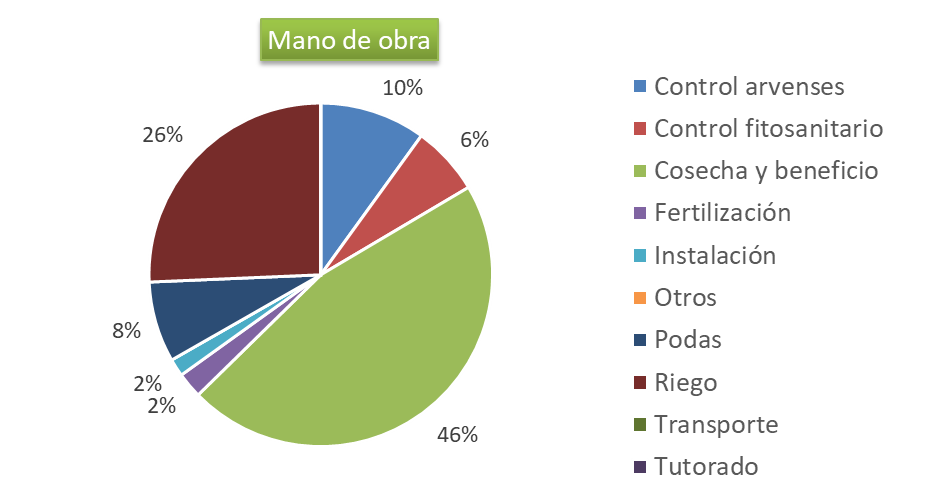 Mano de obra
10%
6%
46%
2%
2%
8%
26%
Control arvenses
Control fitosanitario
Cosecha y beneficio
Fertilización
Instalación
Otros
Podas
Riego
Transporte
Tutorado